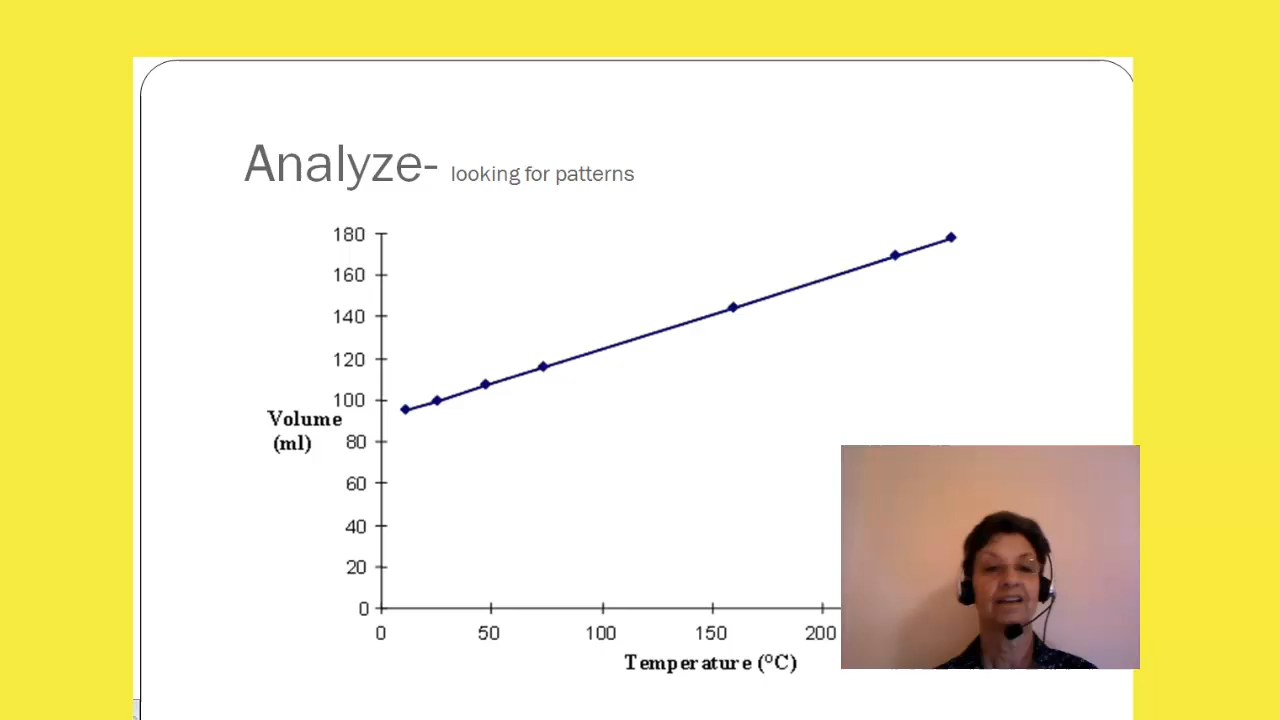 Analyze- looking for patterns
180
160
140
120
100
Volume
(ml)
80
60
40
20
0
0 50 100 150 200
Temperature (°C)